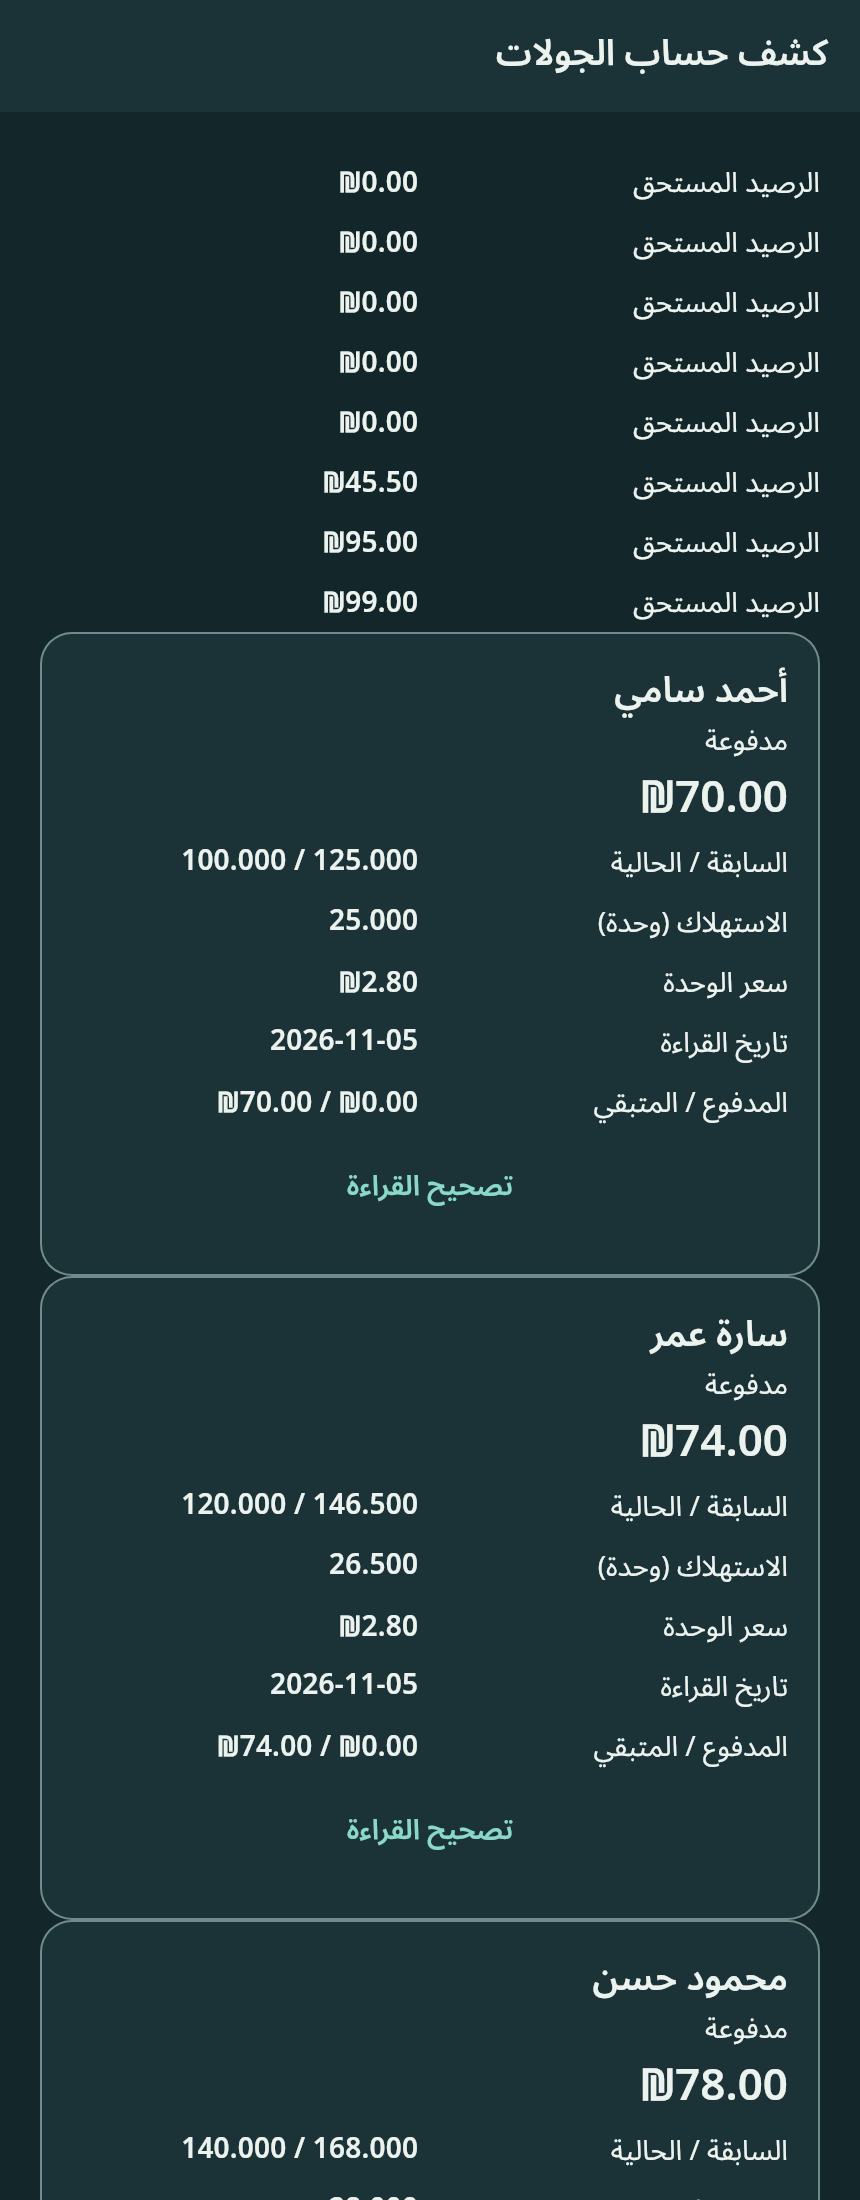 كشف حساب الجولات
الرصيد المستحق ₪0.00
الرصيد المستحق ₪0.00
الرصيد المستحق ₪0.00
الرصيد المستحق ₪0.00
الرصيد المستحق ₪0.00
الرصيد المستحق ₪45.50
الرصيد المستحق ₪95.00
الرصيد المستحق ₪99.00
أحمد سامي
مدفوعة
₪70.00
السابقة / الحالية 100.000 / 125.000
الاستهلاك (وحدة) 25.000
سعر الوحدة ₪2.80
تاريخ القراءة 2026-11-05
المدفوع / المتبقي ₪70.00 / ₪0.00
تصحيح القراءة
سارة عمر
مدفوعة
₪74.00
السابقة / الحالية 120.000 / 146.500
الاستهلاك (وحدة) 26.500
سعر الوحدة ₪2.80
تاريخ القراءة 2026-11-05
المدفوع / المتبقي ₪74.00 / ₪0.00
تصحيح القراءة
محمود حسن
مدفوعة
₪78.00
السابقة / الحالية 140.000 / 168.000